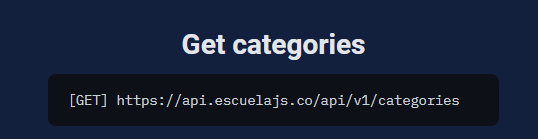 Get categories
[GET] https://api.escuelajs.co/api/v1/categories